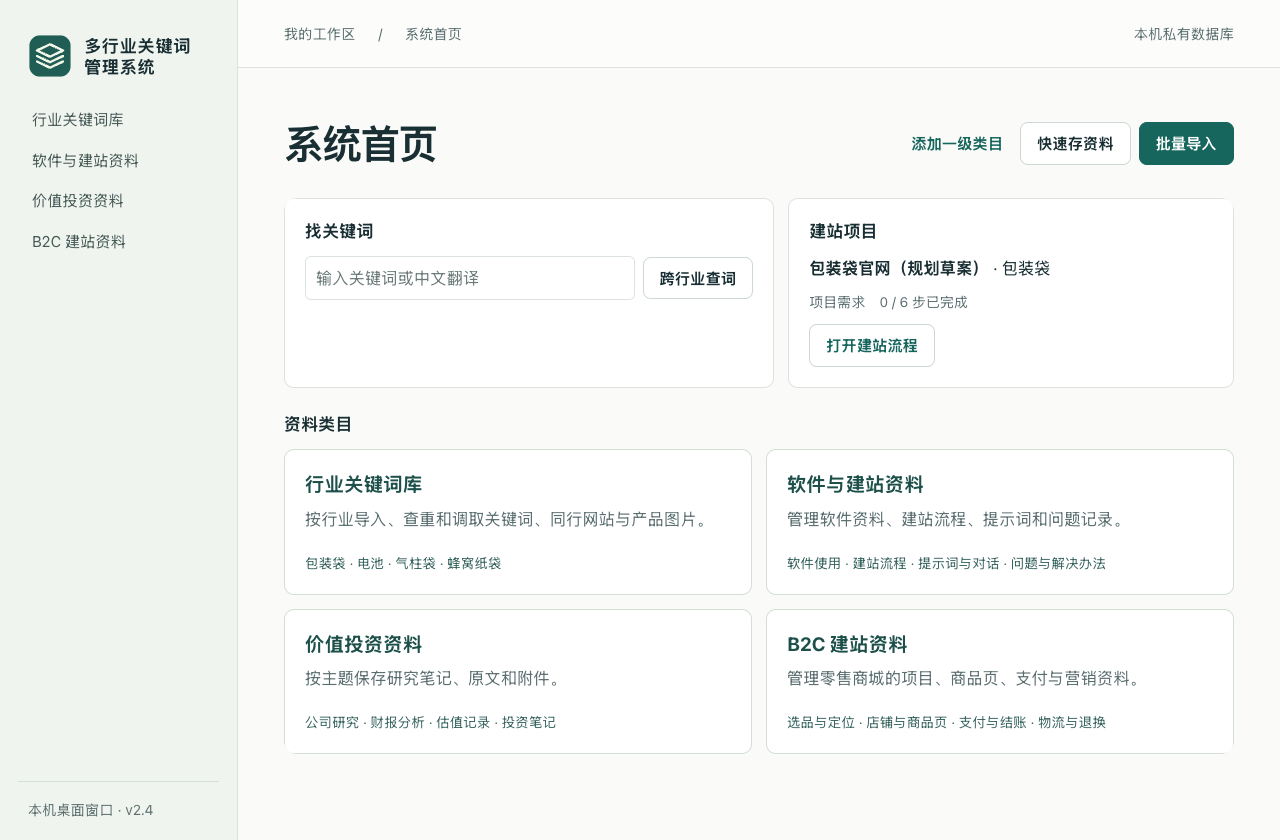 多行业关键词
管理系统
行业关键词库
软件与建站资料
价值投资资料
B2C 建站资料
本机桌面窗口 · v2.4
我的工作区 / 系统首页
本机私有数据库
系统首页
添加一级类目
快速存资料
批量导入
找关键词
输入关键词或中文翻译
跨行业查词
建站项目
包装袋官网（规划草案） · 包装袋
项目需求 0 / 6 步已完成
打开建站流程
资料类目
行业关键词库
按行业导入、查重和调取关键词、同行网站与产品图片。
包装袋 · 电池 · 气柱袋 · 蜂窝纸袋
软件与建站资料
管理软件资料、建站流程、提示词和问题记录。
软件使用 · 建站流程 · 提示词与对话 · 问题与解决办法
价值投资资料
按主题保存研究笔记、原文和附件。
公司研究 · 财报分析 · 估值记录 · 投资笔记
B2C 建站资料
管理零售商城的项目、商品页、支付与营销资料。
选品与定位 · 店铺与商品页 · 支付与结账 · 物流与退换